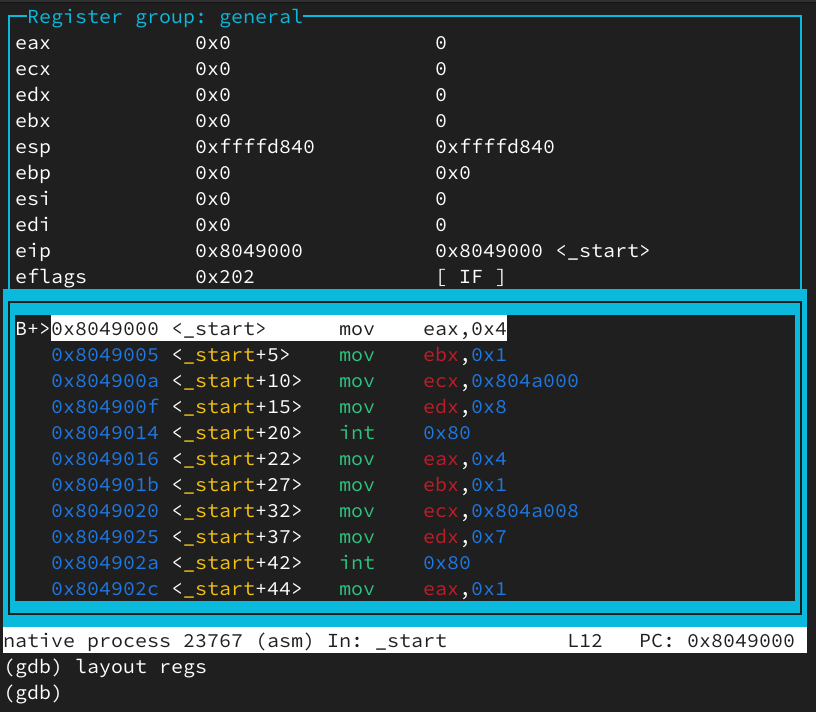 Register group: general
eax 0x0 0
ecx 0x0 0
edx 0x0 0
ebx 0x0 0
esp 0xffffd840 0xffffd840
ebp 0x0 0x0
esi 0x0 0
edi 0x0 0
eip 0x8049000 0x8049000 <_start>
eflags 0x202 [ IF ]
B+>0x8049000 <_start> mov eax,0x4
0x8049005 <_start+5> mov ebx,0x1
0x804900a <_start+10> mov ecx,0x804a000
0x804900f <_start+15> mov edx,0x8
0x8049014 <_start+20> int 0x80
0x8049016 <_start+22> mov eax,0x4
0x804901b <_start+27> mov ebx,0x1
0x8049020 <_start+32> mov ecx,0x804a008
0x8049025 <_start+37> mov edx,0x7
0x804902a <_start+42> int 0x80
0x804902c <_start+44> mov eax,0x1
native process 23767 (asm) In: _start L12 PC: 0x8049000
(gdb) layout regs
(gdb)